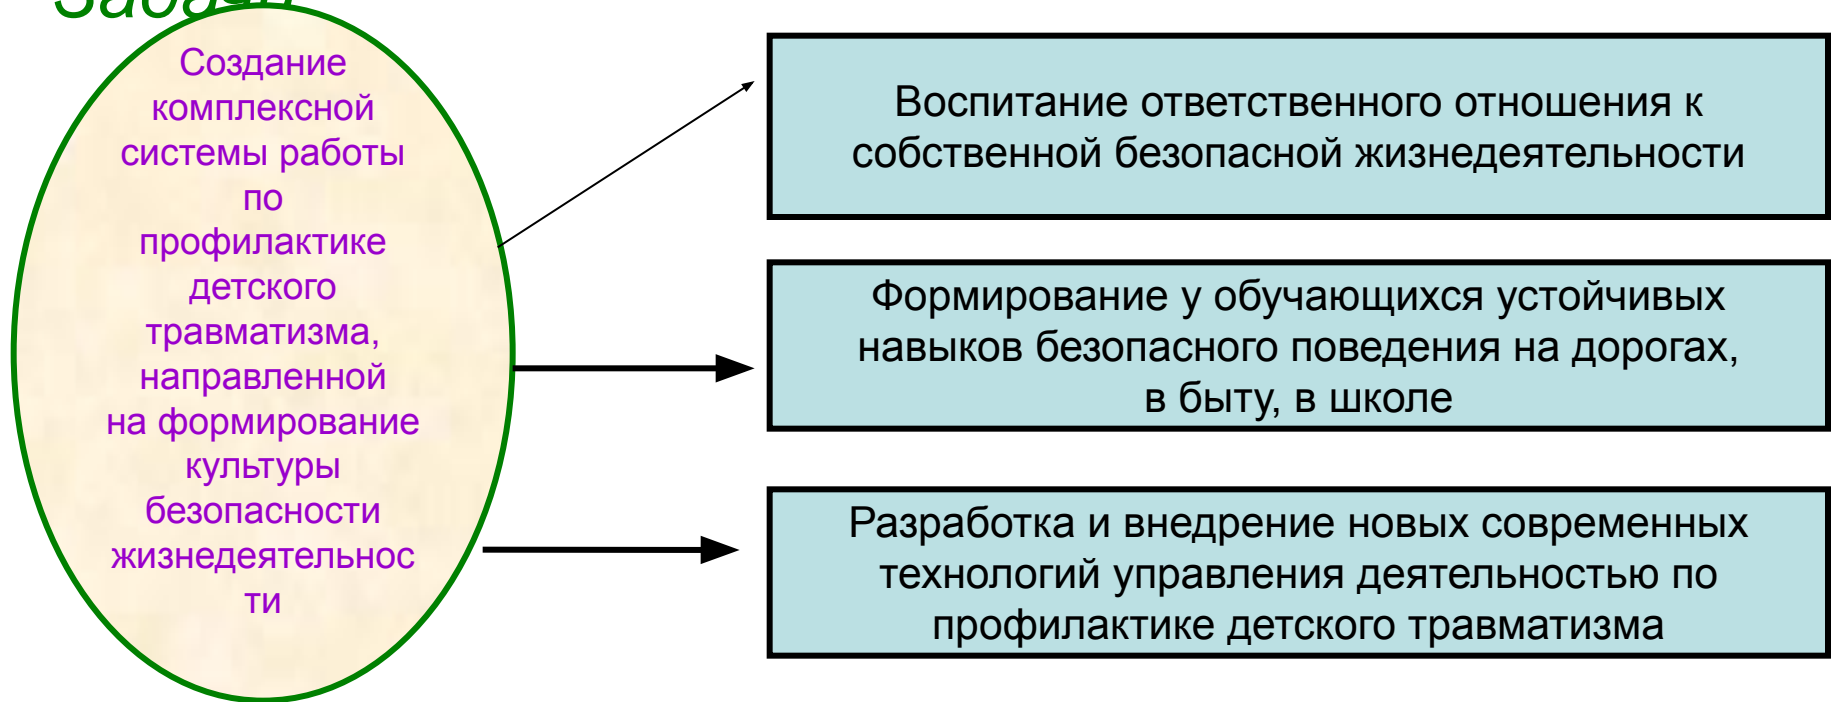 Задачи
Создание
комплексной
системы работы
по
профилактике
детского
травматизма,
направленной
на формирование
культуры
безопасности
жизнедеятельнос
ти
Воспитание ответственного отношения к
собственной безопасной жизнедеятельности
Формирование у обучающихся устойчивых
навыков безопасного поведения на дорогах,
в быту, в школе
Разработка и внедрение новых современных
технологий управления деятельностью по
профилактике детского травматизма